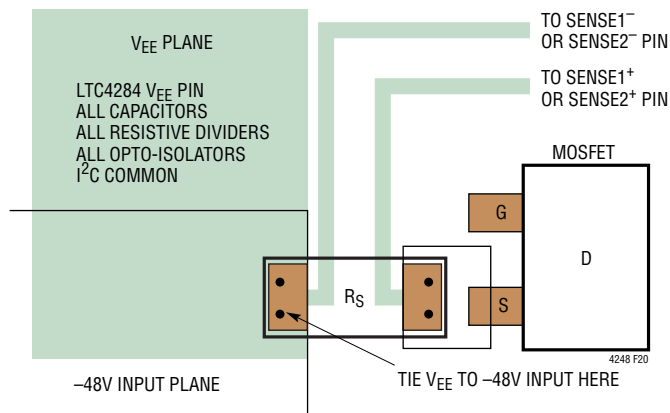 V_EE PLANE
LTC4284 V_EE PIN
ALL CAPACITORS
ALL RESISTIVE DIVIDERS
ALL OPTO-ISOLATORS
I²C COMMON
TO SENSE1⁻
OR SENSE2⁻ PIN
TO SENSE1⁺
OR SENSE2⁺ PIN
MOSFET
G
D
S
R_S
4248 F20
–48V INPUT PLANE
TIE V_EE TO –48V INPUT HERE